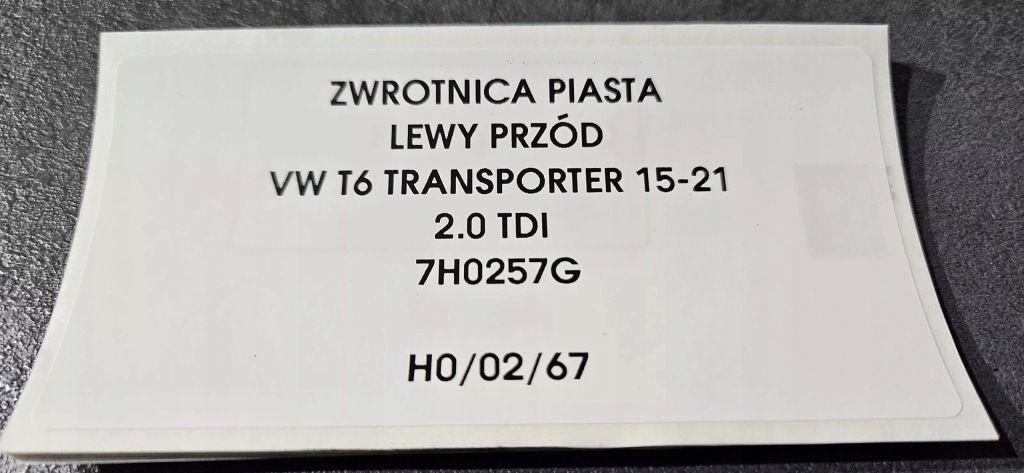 ZWROTNICA PIASTA
LEWY PRZÓD
VW T6 TRANSPORTER 15-21
2.0 TDI
7H0257G
H0/02/67